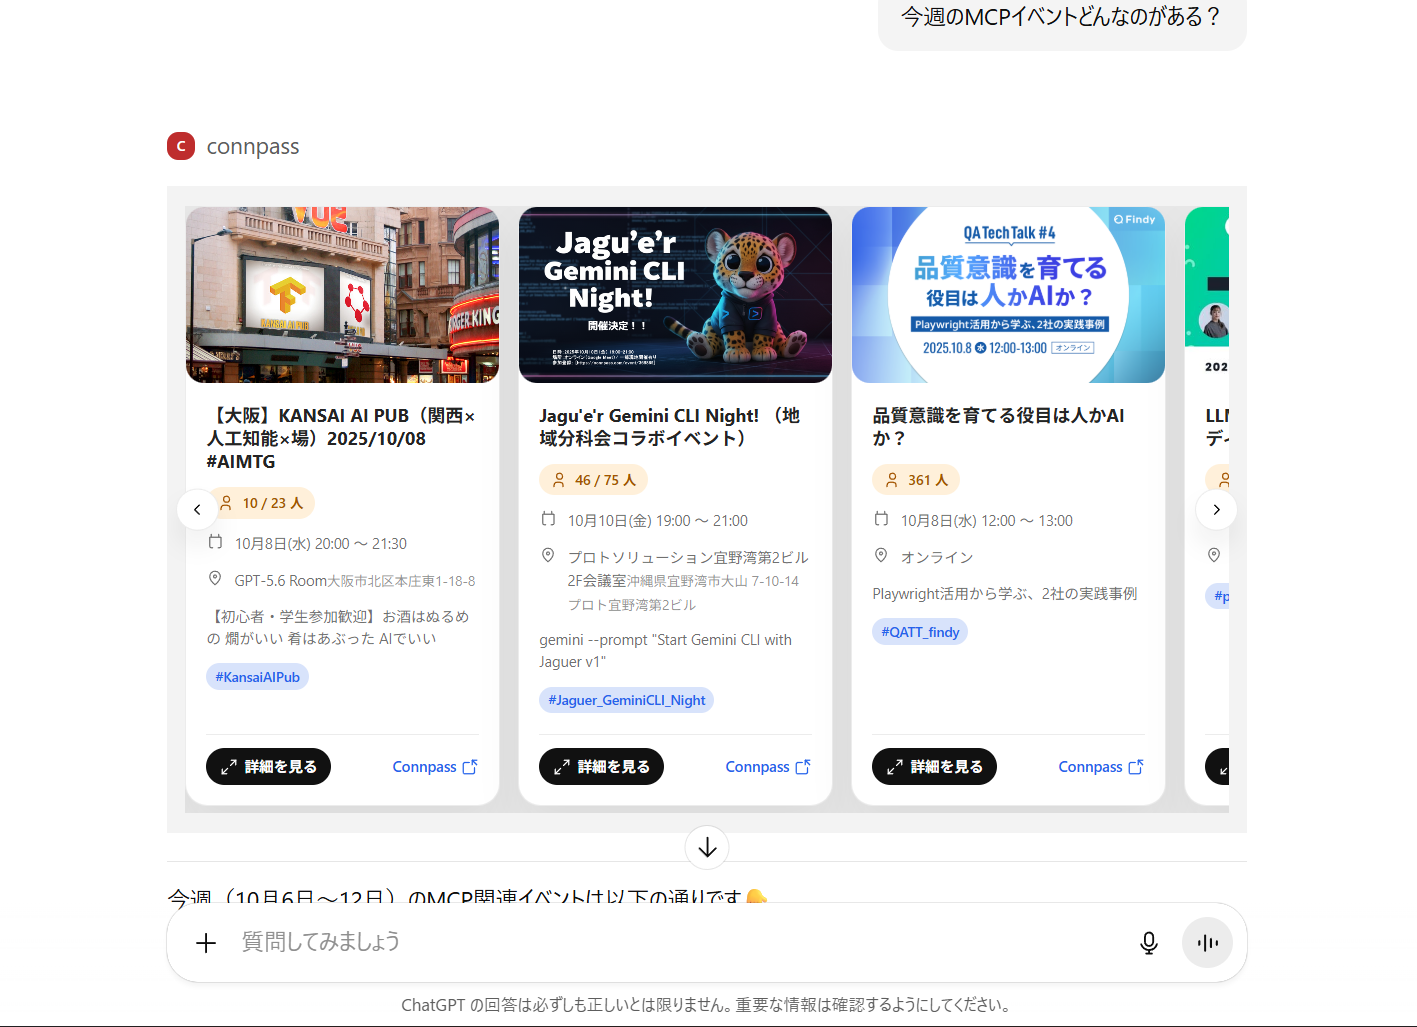 今週のMCPイベントどんなのがある？
C connpass
VUE
KANSAI AI PUB
BURGER KING
【大阪】KANSAI AI PUB（関西×
人工知能×場）2025/10/08
#AIMTG
10 / 23 人
10月8日(水) 20:00 〜 21:30
GPT-5.6 Room大阪市北区本庄東1-18-8
【初心者・学生参加歓迎】お酒はぬるめ
の 燗がいい 肴はあぶった AIでいい
#KansaiAIPub
詳細を見る
Connpass
Jagu'e'r
Gemini CLI
Night!
開催決定！！
Jagu'e'r Gemini CLI Night! （地
域分科会コラボイベント）
46 / 75 人
10月10日(金) 19:00 〜 21:00
プロトソリューション宜野湾第2ビル
2F会議室沖縄県宜野湾市大山 7-10-14
プロト宜野湾第2ビル
gemini --prompt "Start Gemini CLI with
Jaguer v1"
#Jaguer_GeminiCLI_Night
詳細を見る
Connpass
Findy
QA Tech Talk #4
品質意識を育てる
役目は人かAIか？
Playwright活用から学ぶ、2社の実践事例
2025.10.8 水 12:00-13:00 オンライン
品質意識を育てる役目は人かAI
か？
361 人
10月8日(水) 12:00 〜 13:00
オンライン
Playwright活用から学ぶ、2社の実践事例
#QATT_findy
詳細を見る
Connpass
202
LLM
ディ
#p
今週（10月6日〜12日）のMCP関連イベントは以下の通りです👇
質問してみましょう
ChatGPT の回答は必ずしも正しいとは限りません。重要な情報は確認するようにしてください。